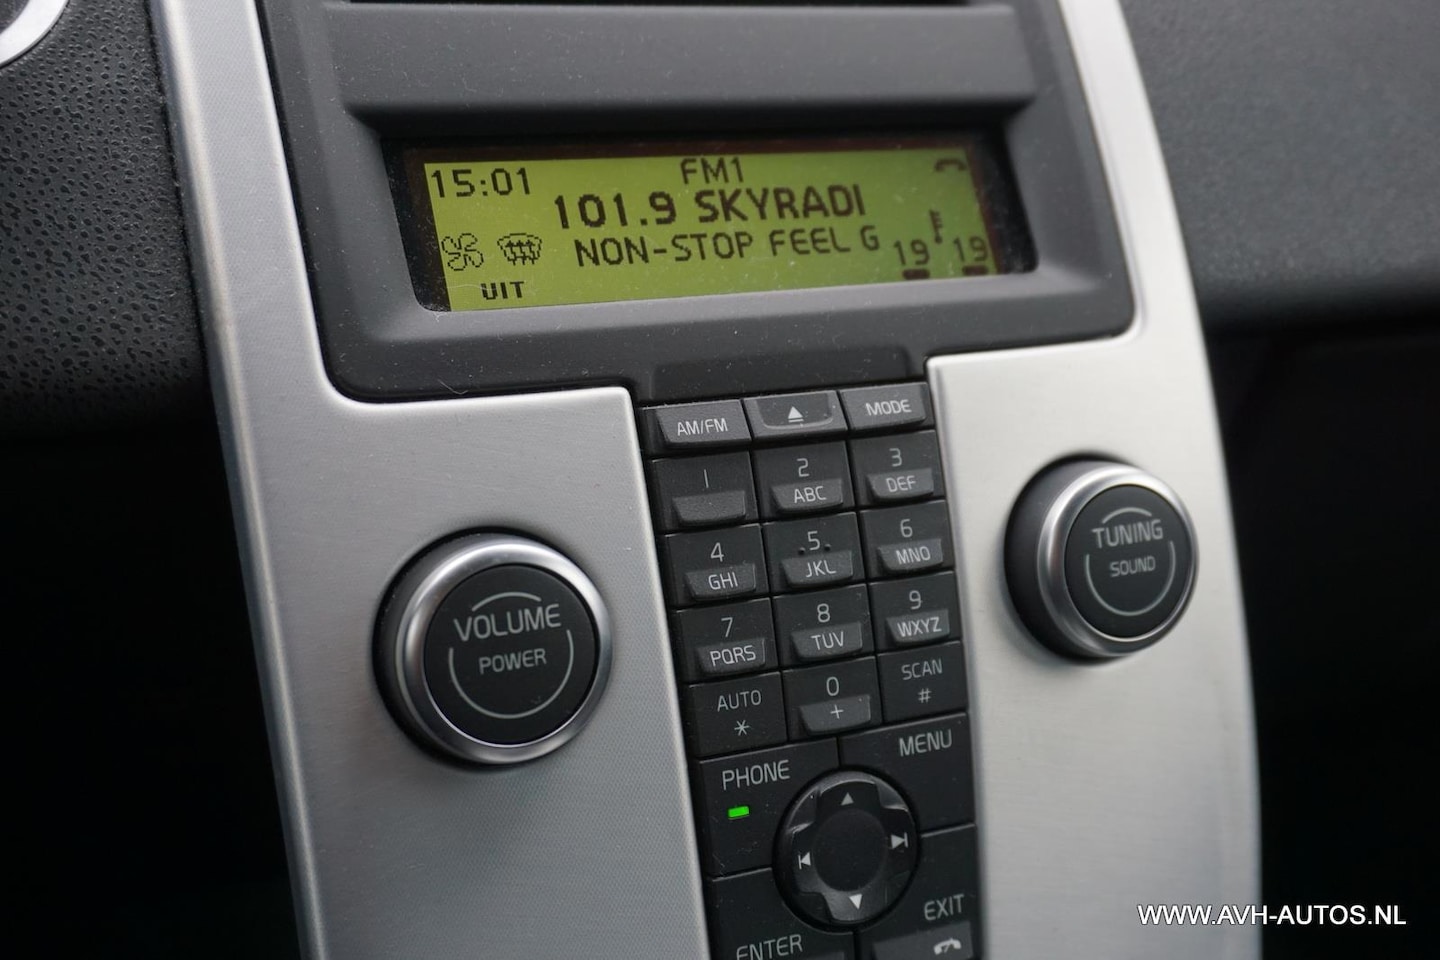 15:01 FM1
101.9 SKYRADI
NON-STOP FEEL G
19 19
UIT
AM/FM MODE
1 2 ABC 3 DEF
4 GHI 5 JKL 6 MNO
7 PQRS 8 TUV 9 WXYZ
AUTO * 0 + SCAN #
VOLUME
POWER
TUNING
SOUND
PHONE MENU
ENTER EXIT
WWW.AVH-AUTOS.NL